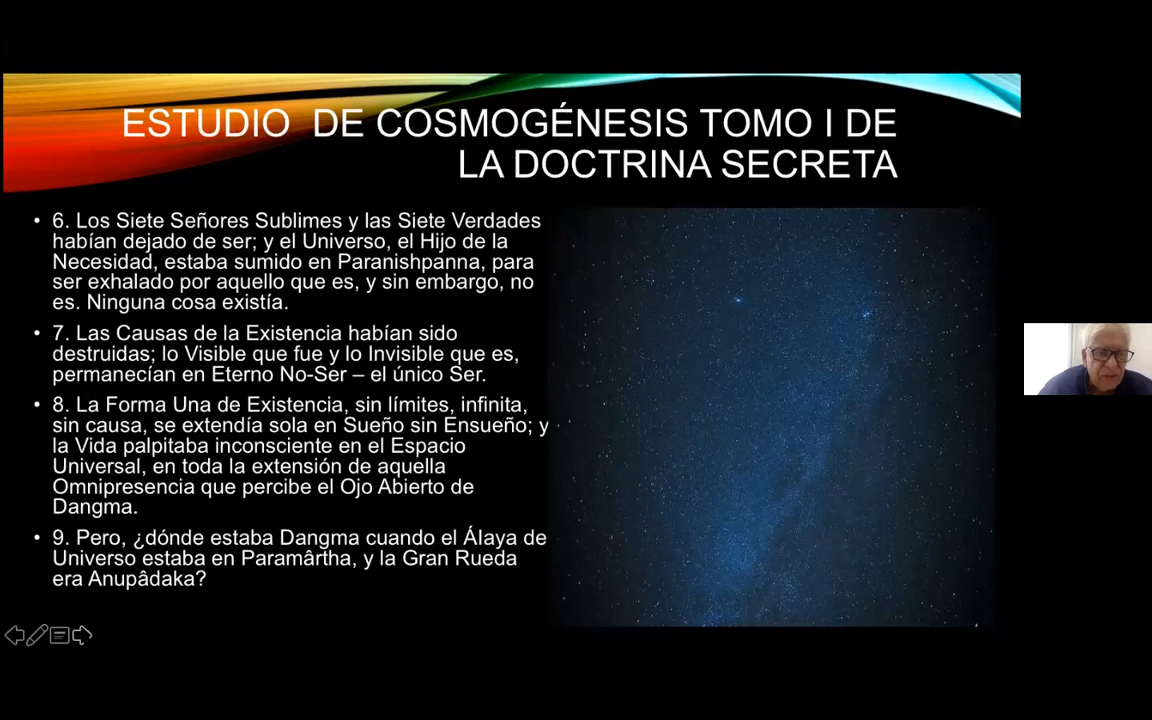 ESTUDIO DE COSMOGÉNESIS TOMO I DE
LA DOCTRINA SECRETA
• 6. Los Siete Señores Sublimes y las Siete Verdades
habían dejado de ser; y el Universo, el Hijo de la
Necesidad, estaba sumido en Paranishpanna, para
ser exhalado por aquello que es, y sin embargo, no
es. Ninguna cosa existía.
• 7. Las Causas de la Existencia habían sido
destruidas; lo Visible que fue y lo Invisible que es,
permanecían en Eterno No-Ser – el único Ser.
• 8. La Forma Una de Existencia, sin límites, infinita,
sin causa, se extendía sola en Sueño sin Ensueño; y
la Vida palpitaba inconsciente en el Espacio
Universal, en toda la extensión de aquella
Omnipresencia que percibe el Ojo Abierto de
Dangma.
• 9. Pero, ¿dónde estaba Dangma cuando el Álaya de
Universo estaba en Paramârtha, y la Gran Rueda
era Anupâdaka?